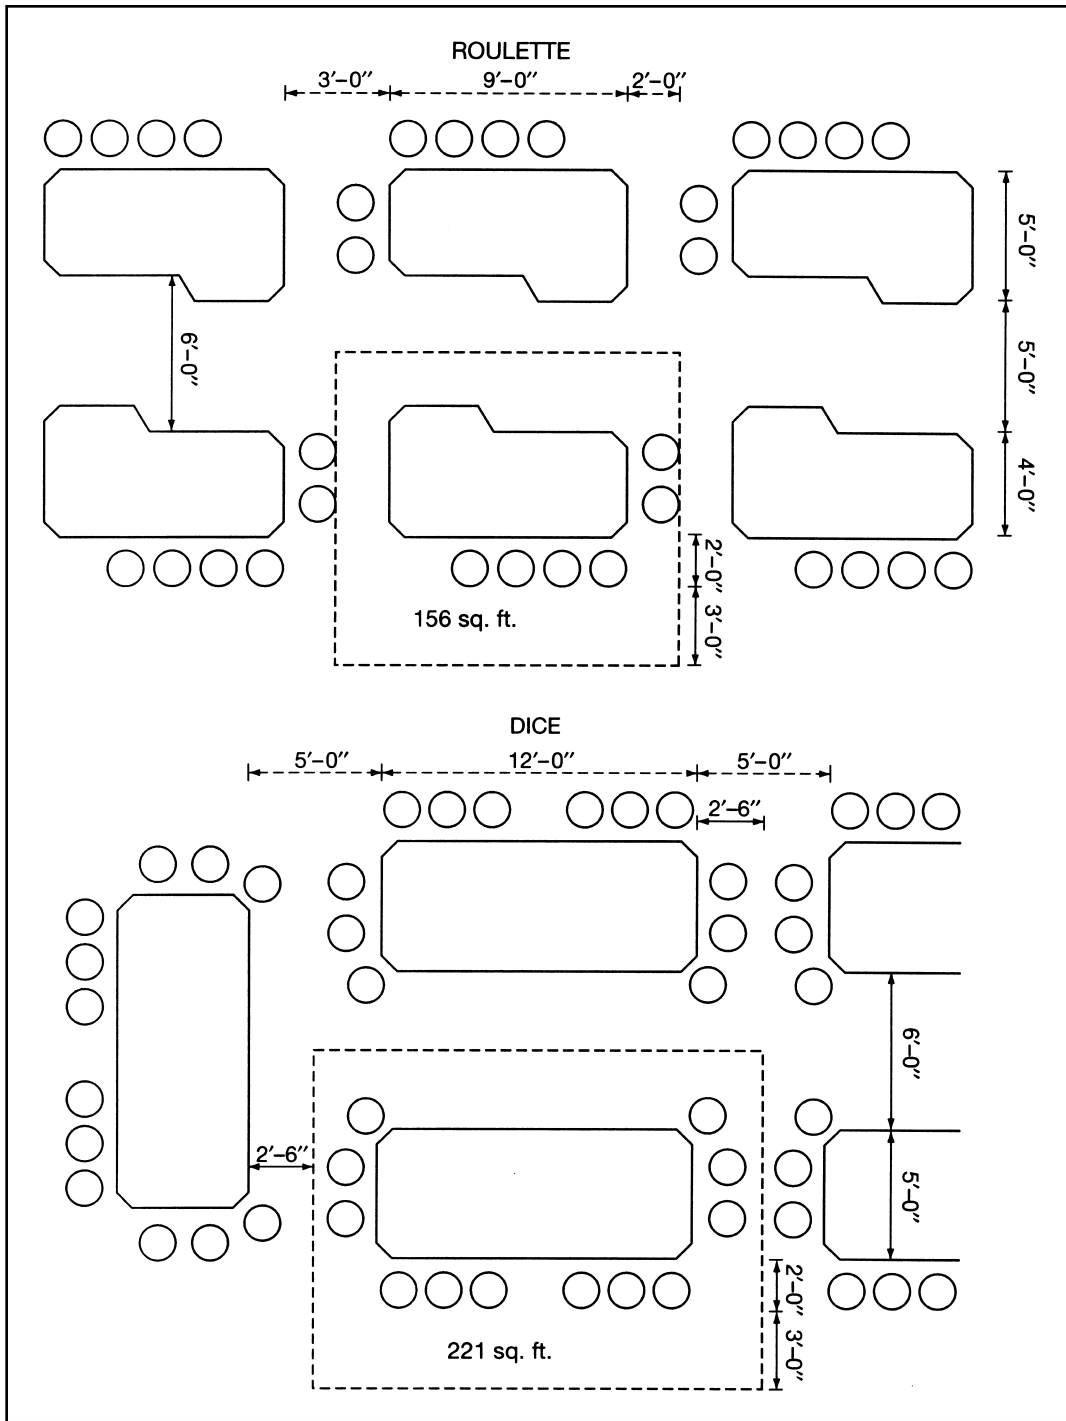 ROULETTE
3′–0″ 9′–0″ 2′–0″
5′–0″
6′–0″
5′–0″
4′–0″
2′–0″
3′–0″
156 sq. ft.
DICE
5′–0″ 12′–0″ 5′–0″
2′–6″
6′–0″
2′–6″
5′–0″
2′–0″
3′–0″
221 sq. ft.